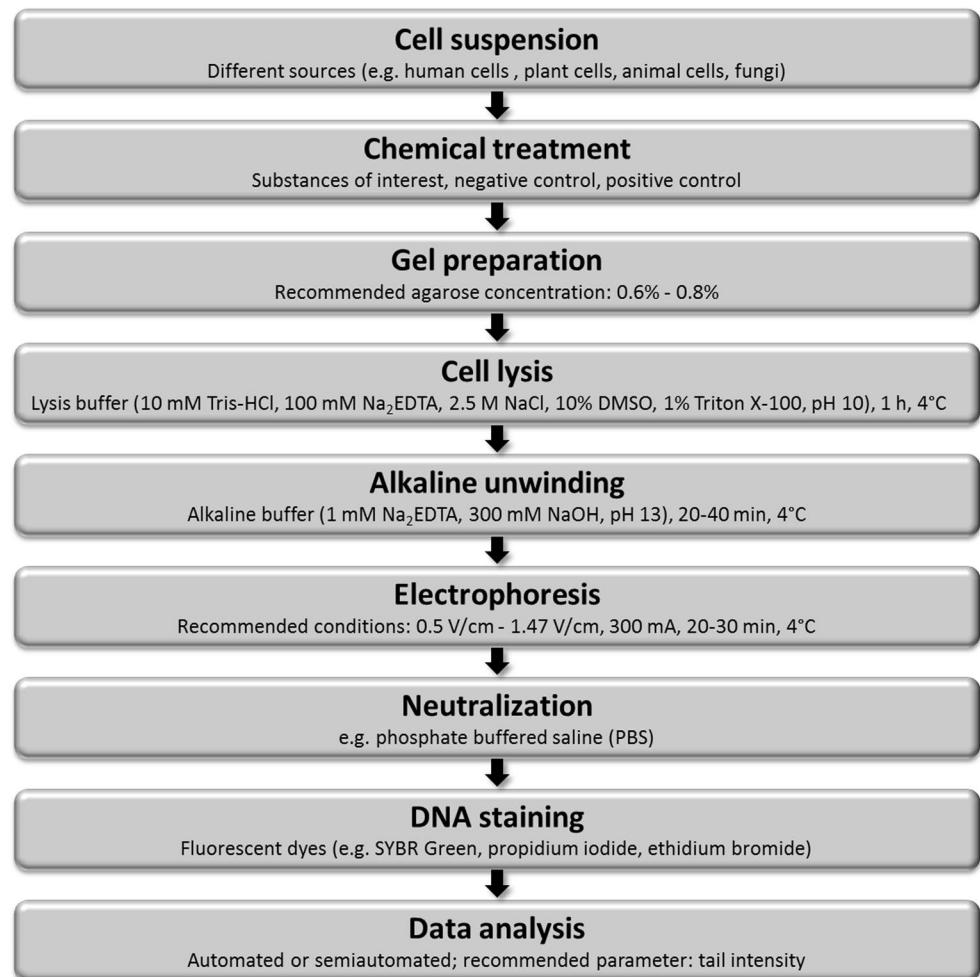 Cell suspension
Different sources (e.g. human cells , plant cells, animal cells, fungi)
Chemical treatment
Substances of interest, negative control, positive control
Gel preparation
Recommended agarose concentration: 0.6% - 0.8%
Cell lysis
Lysis buffer (10 mM Tris-HCl, 100 mM Na₂EDTA, 2.5 M NaCl, 10% DMSO, 1% Triton X-100, pH 10), 1 h, 4°C
Alkaline unwinding
Alkaline buffer (1 mM Na₂EDTA, 300 mM NaOH, pH 13), 20-40 min, 4°C
Electrophoresis
Recommended conditions: 0.5 V/cm - 1.47 V/cm, 300 mA, 20-30 min, 4°C
Neutralization
e.g. phosphate buffered saline (PBS)
DNA staining
Fluorescent dyes (e.g. SYBR Green, propidium iodide, ethidium bromide)
Data analysis
Automated or semiautomated; recommended parameter: tail intensity